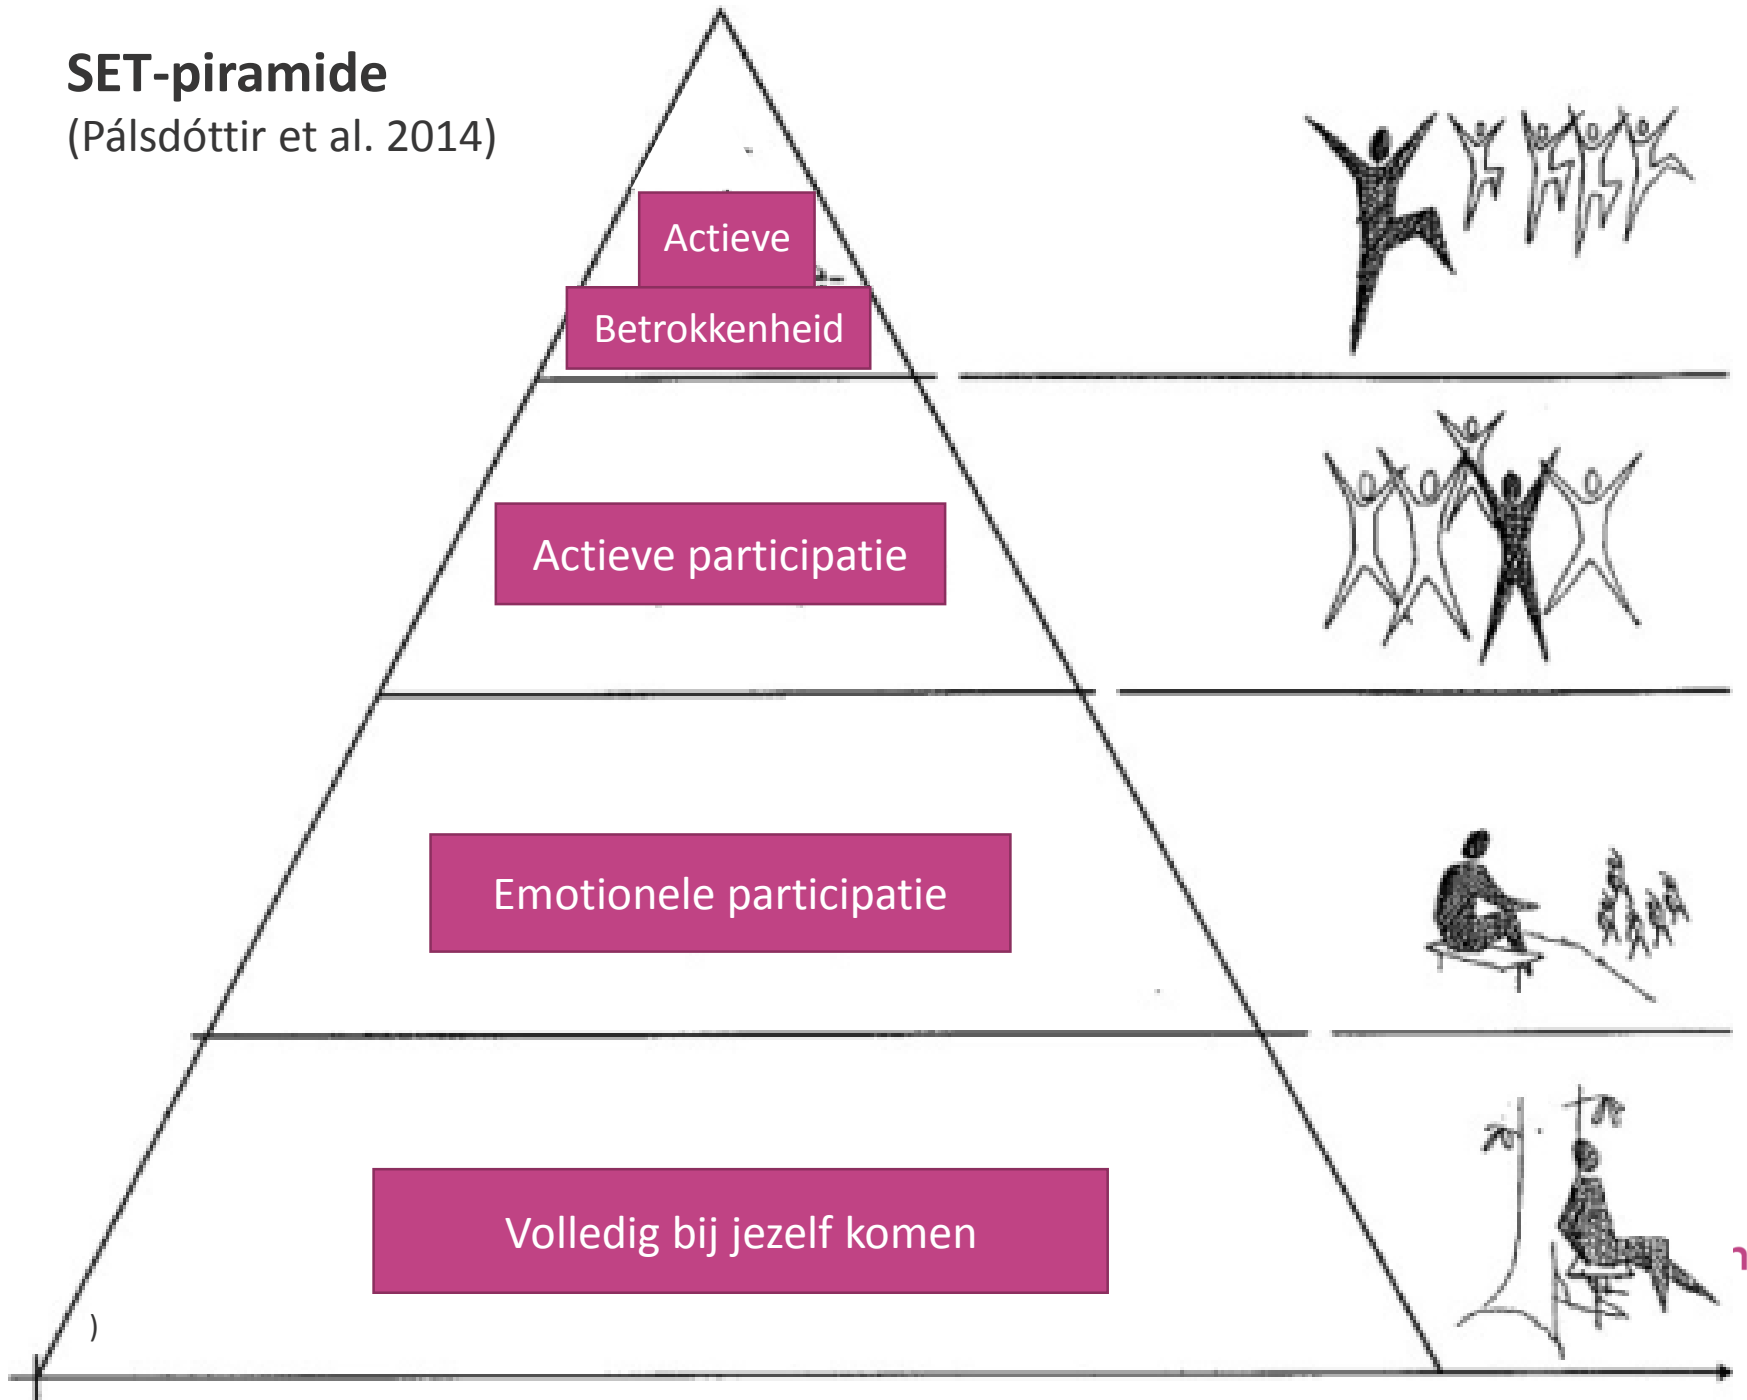 SET-piramide
(Pálsdóttir et al. 2014)
Actieve
Betrokkenheid
Actieve participatie
Emotionele participatie
Volledig bij jezelf komen
n
)